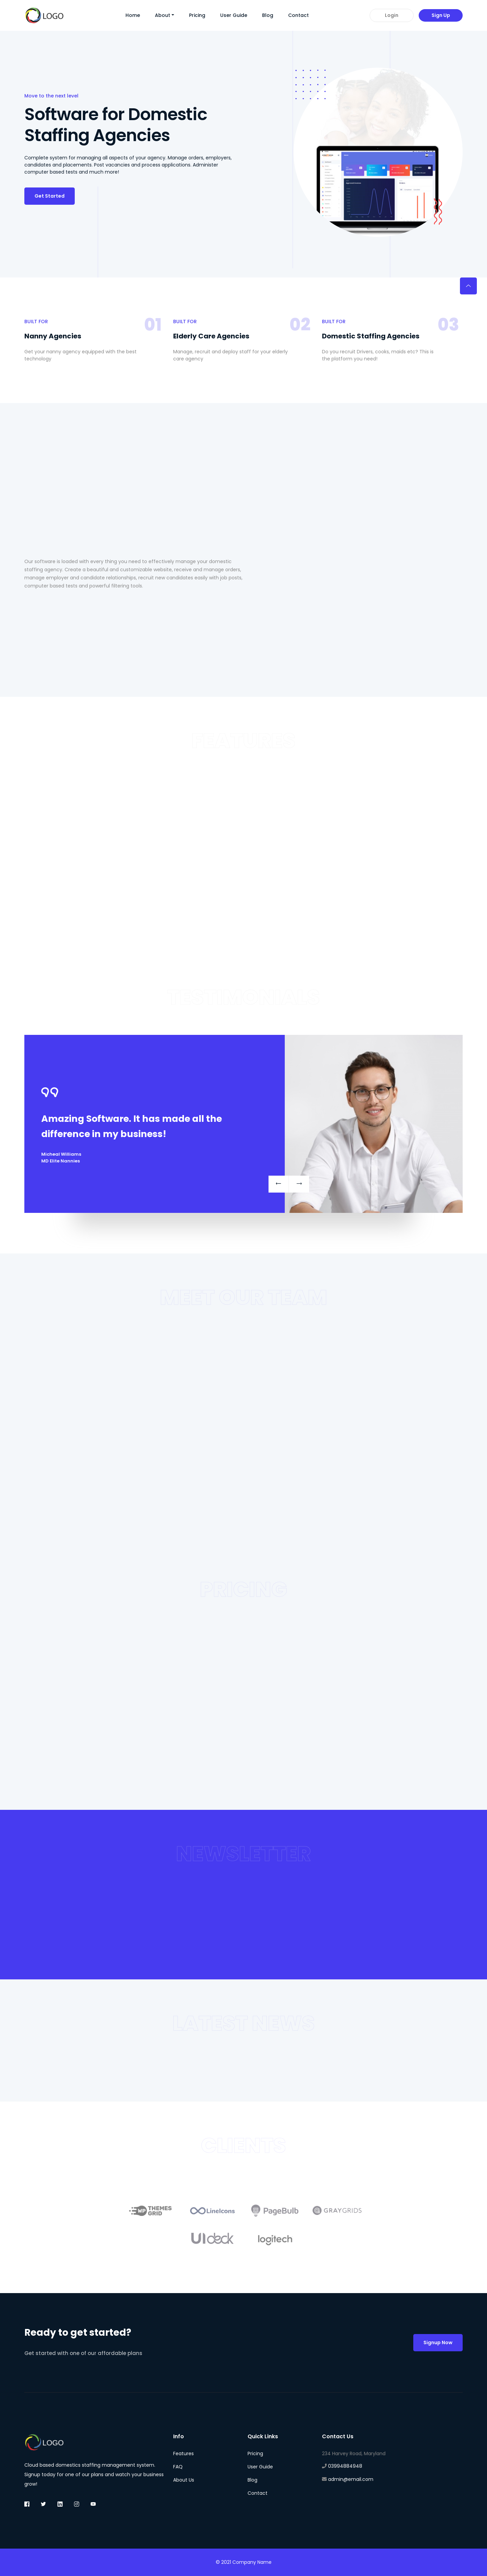 LOGO
Home
About
Pricing
User Guide
Blog
Contact
Login
Sign Up
Move to the next level
Software for Domestic
Staffing Agencies
Complete system for managing all aspects of your agency. Manage orders, employers,
candidates and placements. Post vacancies and process applications. Administer
computer based tests and much more!
Get Started
BUILT FOR
01
Nanny Agencies
Get your nanny agency equipped with the best
technology
BUILT FOR
02
Elderly Care Agencies
Manage, recruit and deploy staff for your elderly
care agency
BUILT FOR
03
Domestic Staffing Agencies
Do you recruit Drivers, cooks, maids etc? This is
the platform you need!
Our software is loaded with every thing you need to effectively manage your domestic
staffing agency. Create a beautiful and customizable website, receive and manage orders,
manage employer and candidate relationships, recruit new candidates easily with job posts,
computer based tests and powerful filtering tools.
Amazing Software. It has made all the
difference in my business!
Micheal Williams
MD Elite Nannies
MEET OUR TEAM
PRICING
NEWSLETTER
LATEST NEWS
CLIENTS
THEMES
GRID
LineIcons
PageBulb
GRAYGRIDS
UIdeck
logitech
Ready to get started?
Get started with one of our affordable plans
Signup Now
LOGO
Cloud based domestics staffing management system.
Signup today for one of our plans and watch your business
grow!
Info
Features
FAQ
About Us
Quick Links
Pricing
User Guide
Blog
Contact
Contact Us
234 Harvey Road, Maryland
03994884948
admin@email.com
© 2021 Company Name